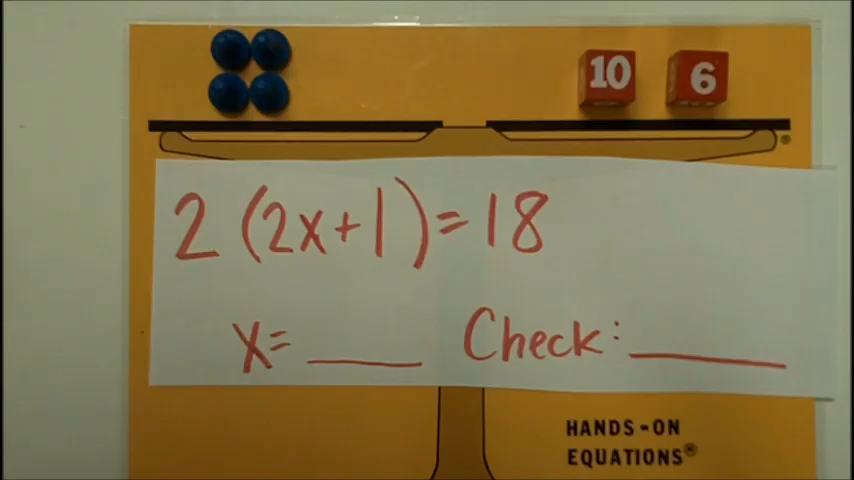 10 6
2 (2x+1) = 18
x= ____ Check: ____
HANDS-ON
EQUATIONS®